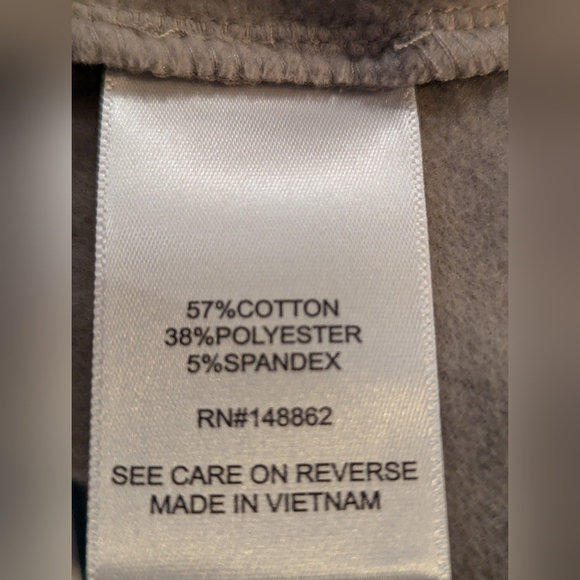 57%COTTON
38%POLYESTER
5%SPANDEX
RN#148862
SEE CARE ON REVERSE
MADE IN VIETNAM